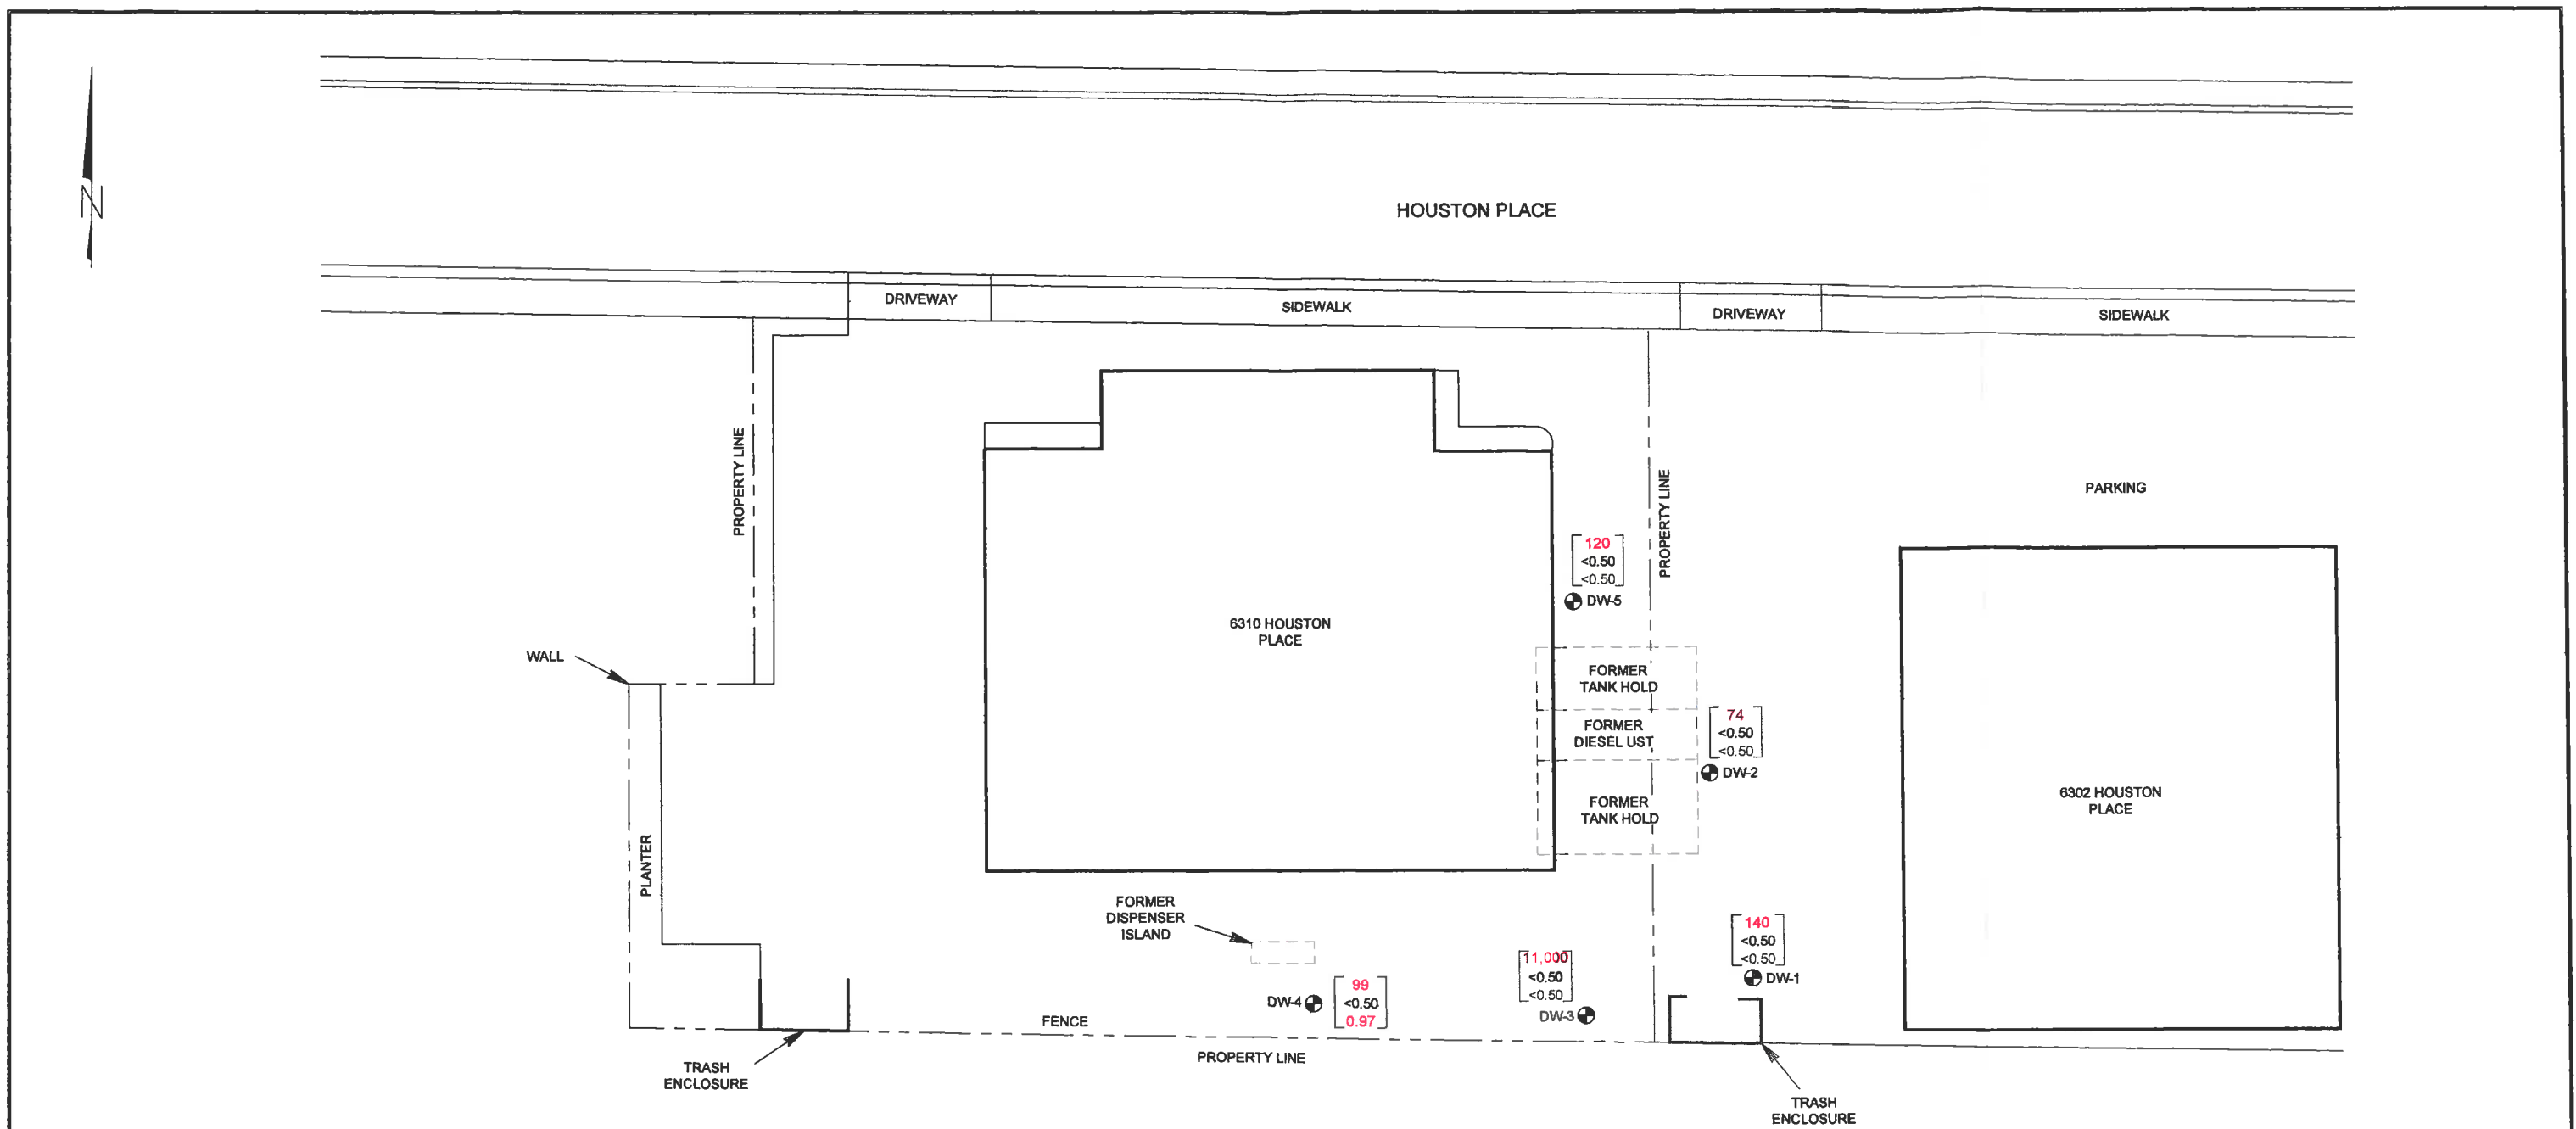 N
HOUSTON PLACE
DRIVEWAY
SIDEWALK
DRIVEWAY
SIDEWALK
PROPERTY LINE
PROPERTY LINE
PARKING
120
<0.50
<0.50
DW-5
6310 HOUSTON
PLACE
WALL
FORMER
TANK HOLD
FORMER
DIESEL UST
FORMER
TANK HOLD
74
<0.50
<0.50
DW-2
6302 HOUSTON
PLACE
PLANTER
FORMER
DISPENSER
ISLAND
140
<0.50
<0.50
DW-1
11,000
<0.50
<0.50
DW-3
DW-4
99
<0.50
0.97
FENCE
PROPERTY LINE
TRASH
ENCLOSURE
TRASH
ENCLOSURE